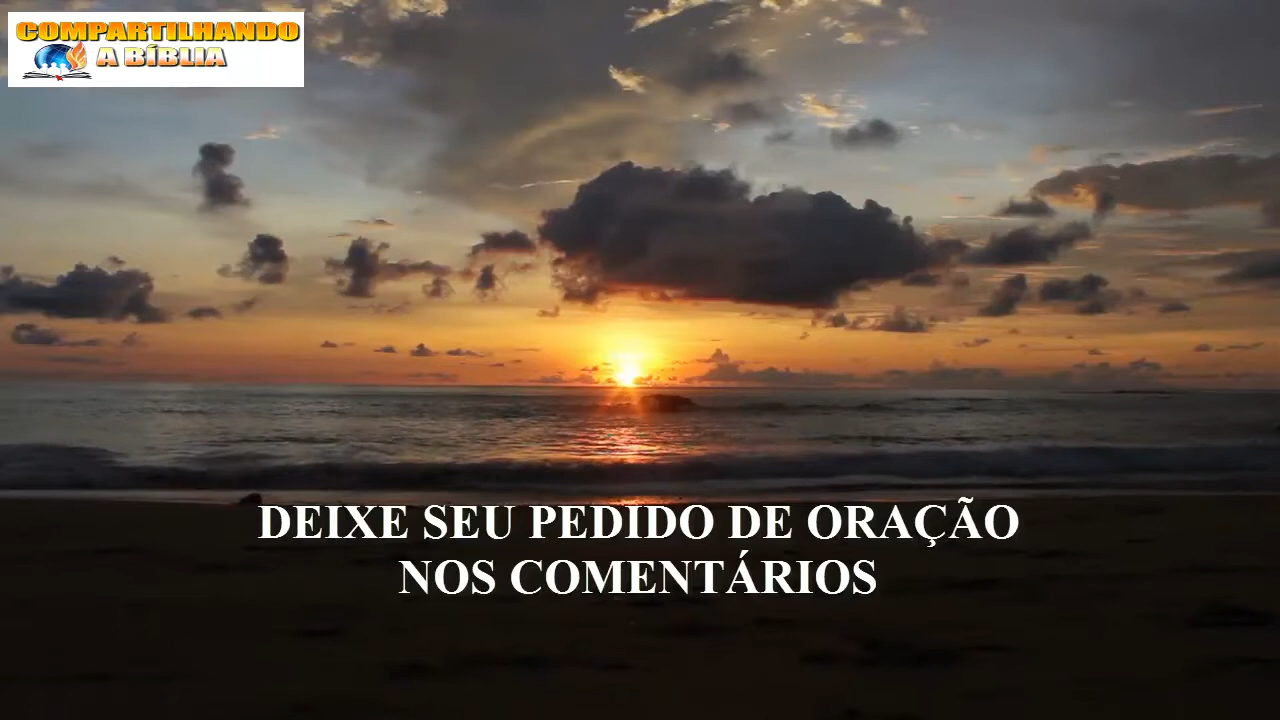 COMPARTILHANDO
A BÍBLIA
DEIXE SEU PEDIDO DE ORAÇÃO
NOS COMENTÁRIOS